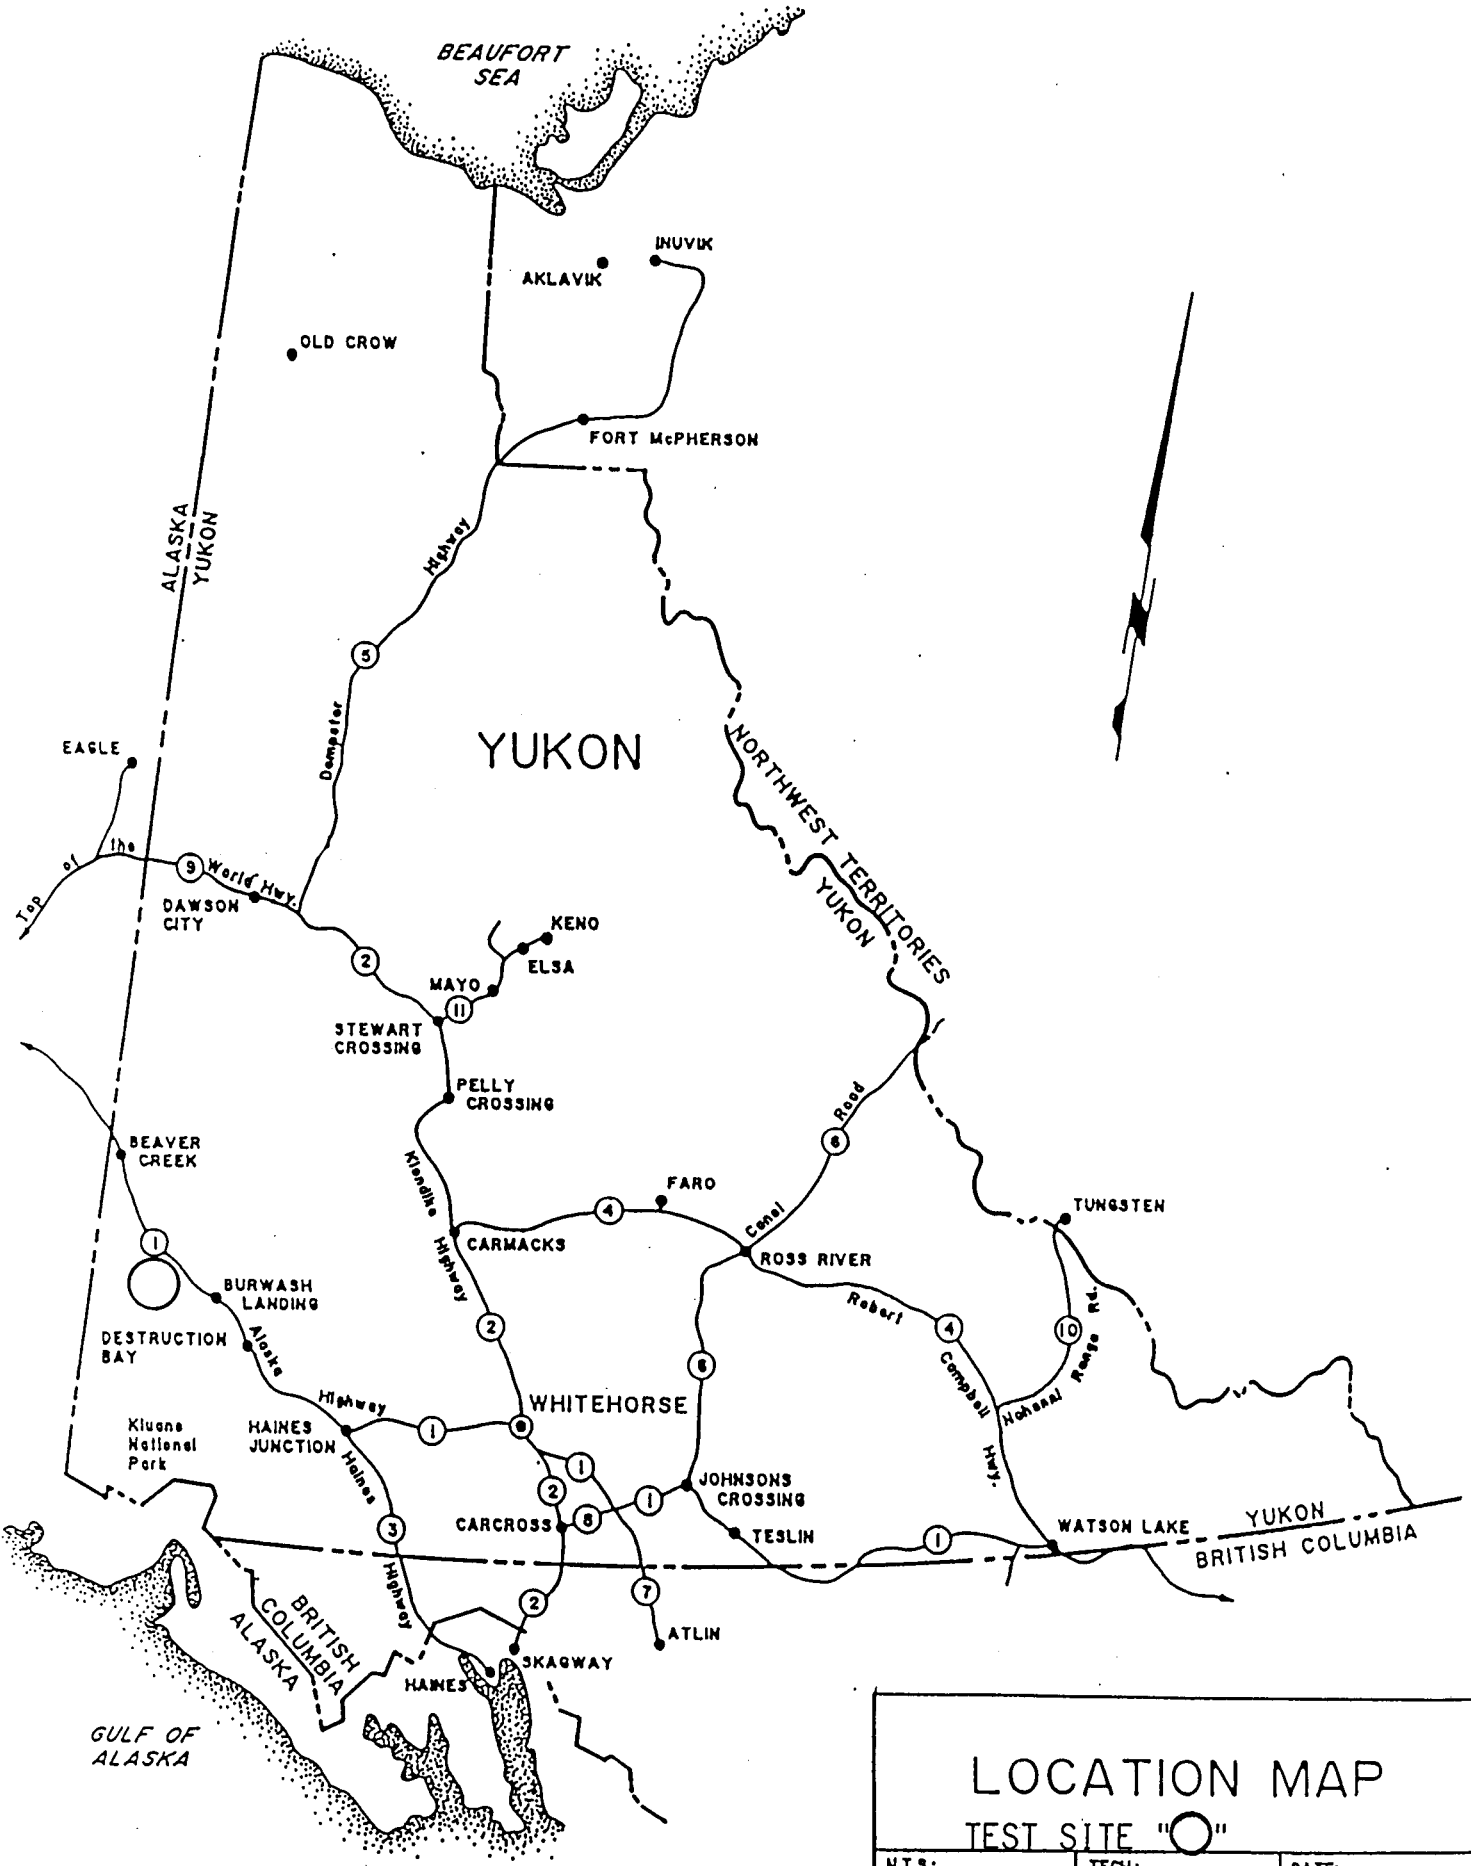 BEAUFORT
SEA
INUVIK
AKLAVIK
OLD CROW
FORT McPHERSON
ALASKA
YUKON
Highway
5
Dempster
YUKON
EAGLE
NORTHWEST TERRITORIES
YUKON
Top of the World Hwy.
9
DAWSON
CITY
2
KENO
ELSA
MAYO
11
STEWART
CROSSING
PELLY
CROSSING
BEAVER
CREEK
Klondike
Highway
FARO
4
CARMACKS
Canol Road
6
ROSS RIVER
TUNGSTEN
1
BURWASH
LANDING
DESTRUCTION
BAY
Alaska
Highway
2
Robert
4
Campbell
Hwy.
10
Nahanni Range Rd.
6
WHITEHORSE
Kluane
National
Park
HAINES
JUNCTION
1
Haines
Highway
3
1
2
CARCROSS
8
1
JOHNSONS
CROSSING
TESLIN
1
WATSON LAKE
YUKON
BRITISH COLUMBIA
2
7
ATLIN
SKAGWAY
HAINES
BRITISH
COLUMBIA
ALASKA
GULF OF
ALASKA
LOCATION MAP
TEST SITE "O"
N.T.S.:
TECH.:
DATE: